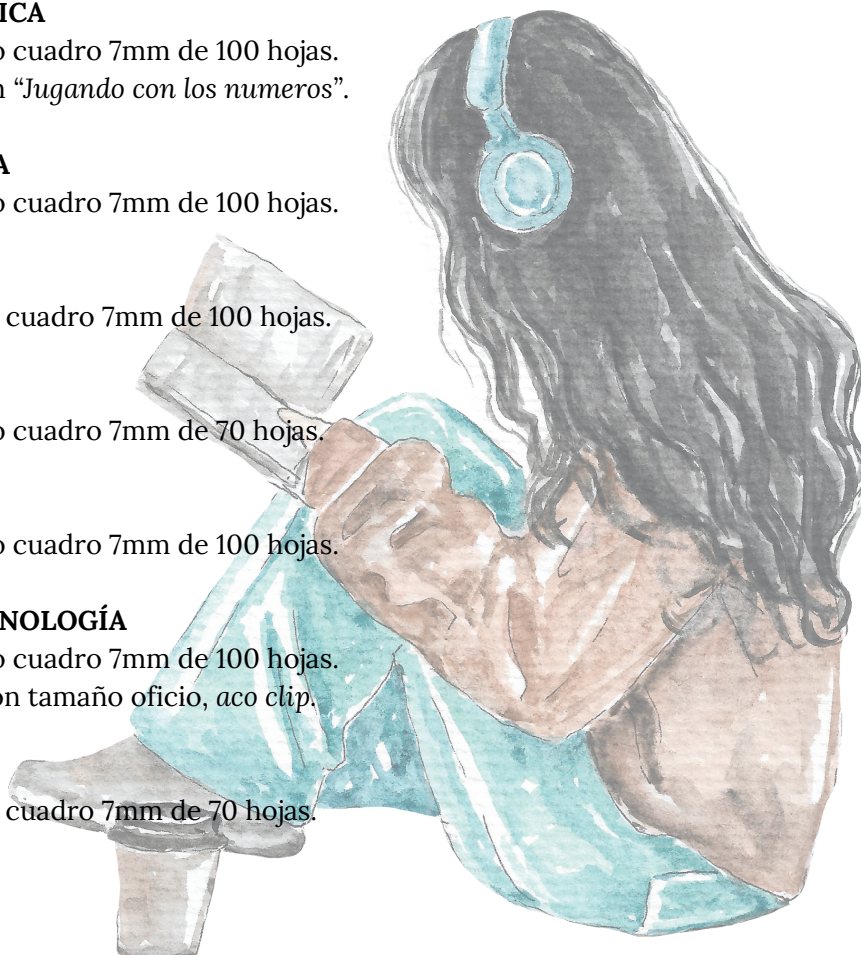 ICA
o cuadro 7mm de 100 hojas.
n “Jugando con los numeros”.
A
o cuadro 7mm de 100 hojas.
cuadro 7mm de 100 hojas.
o cuadro 7mm de 70 hojas.
o cuadro 7mm de 100 hojas.
NOLOGÍA
o cuadro 7mm de 100 hojas.
on tamaño oficio, aco clip.
cuadro 7mm de 70 hojas.